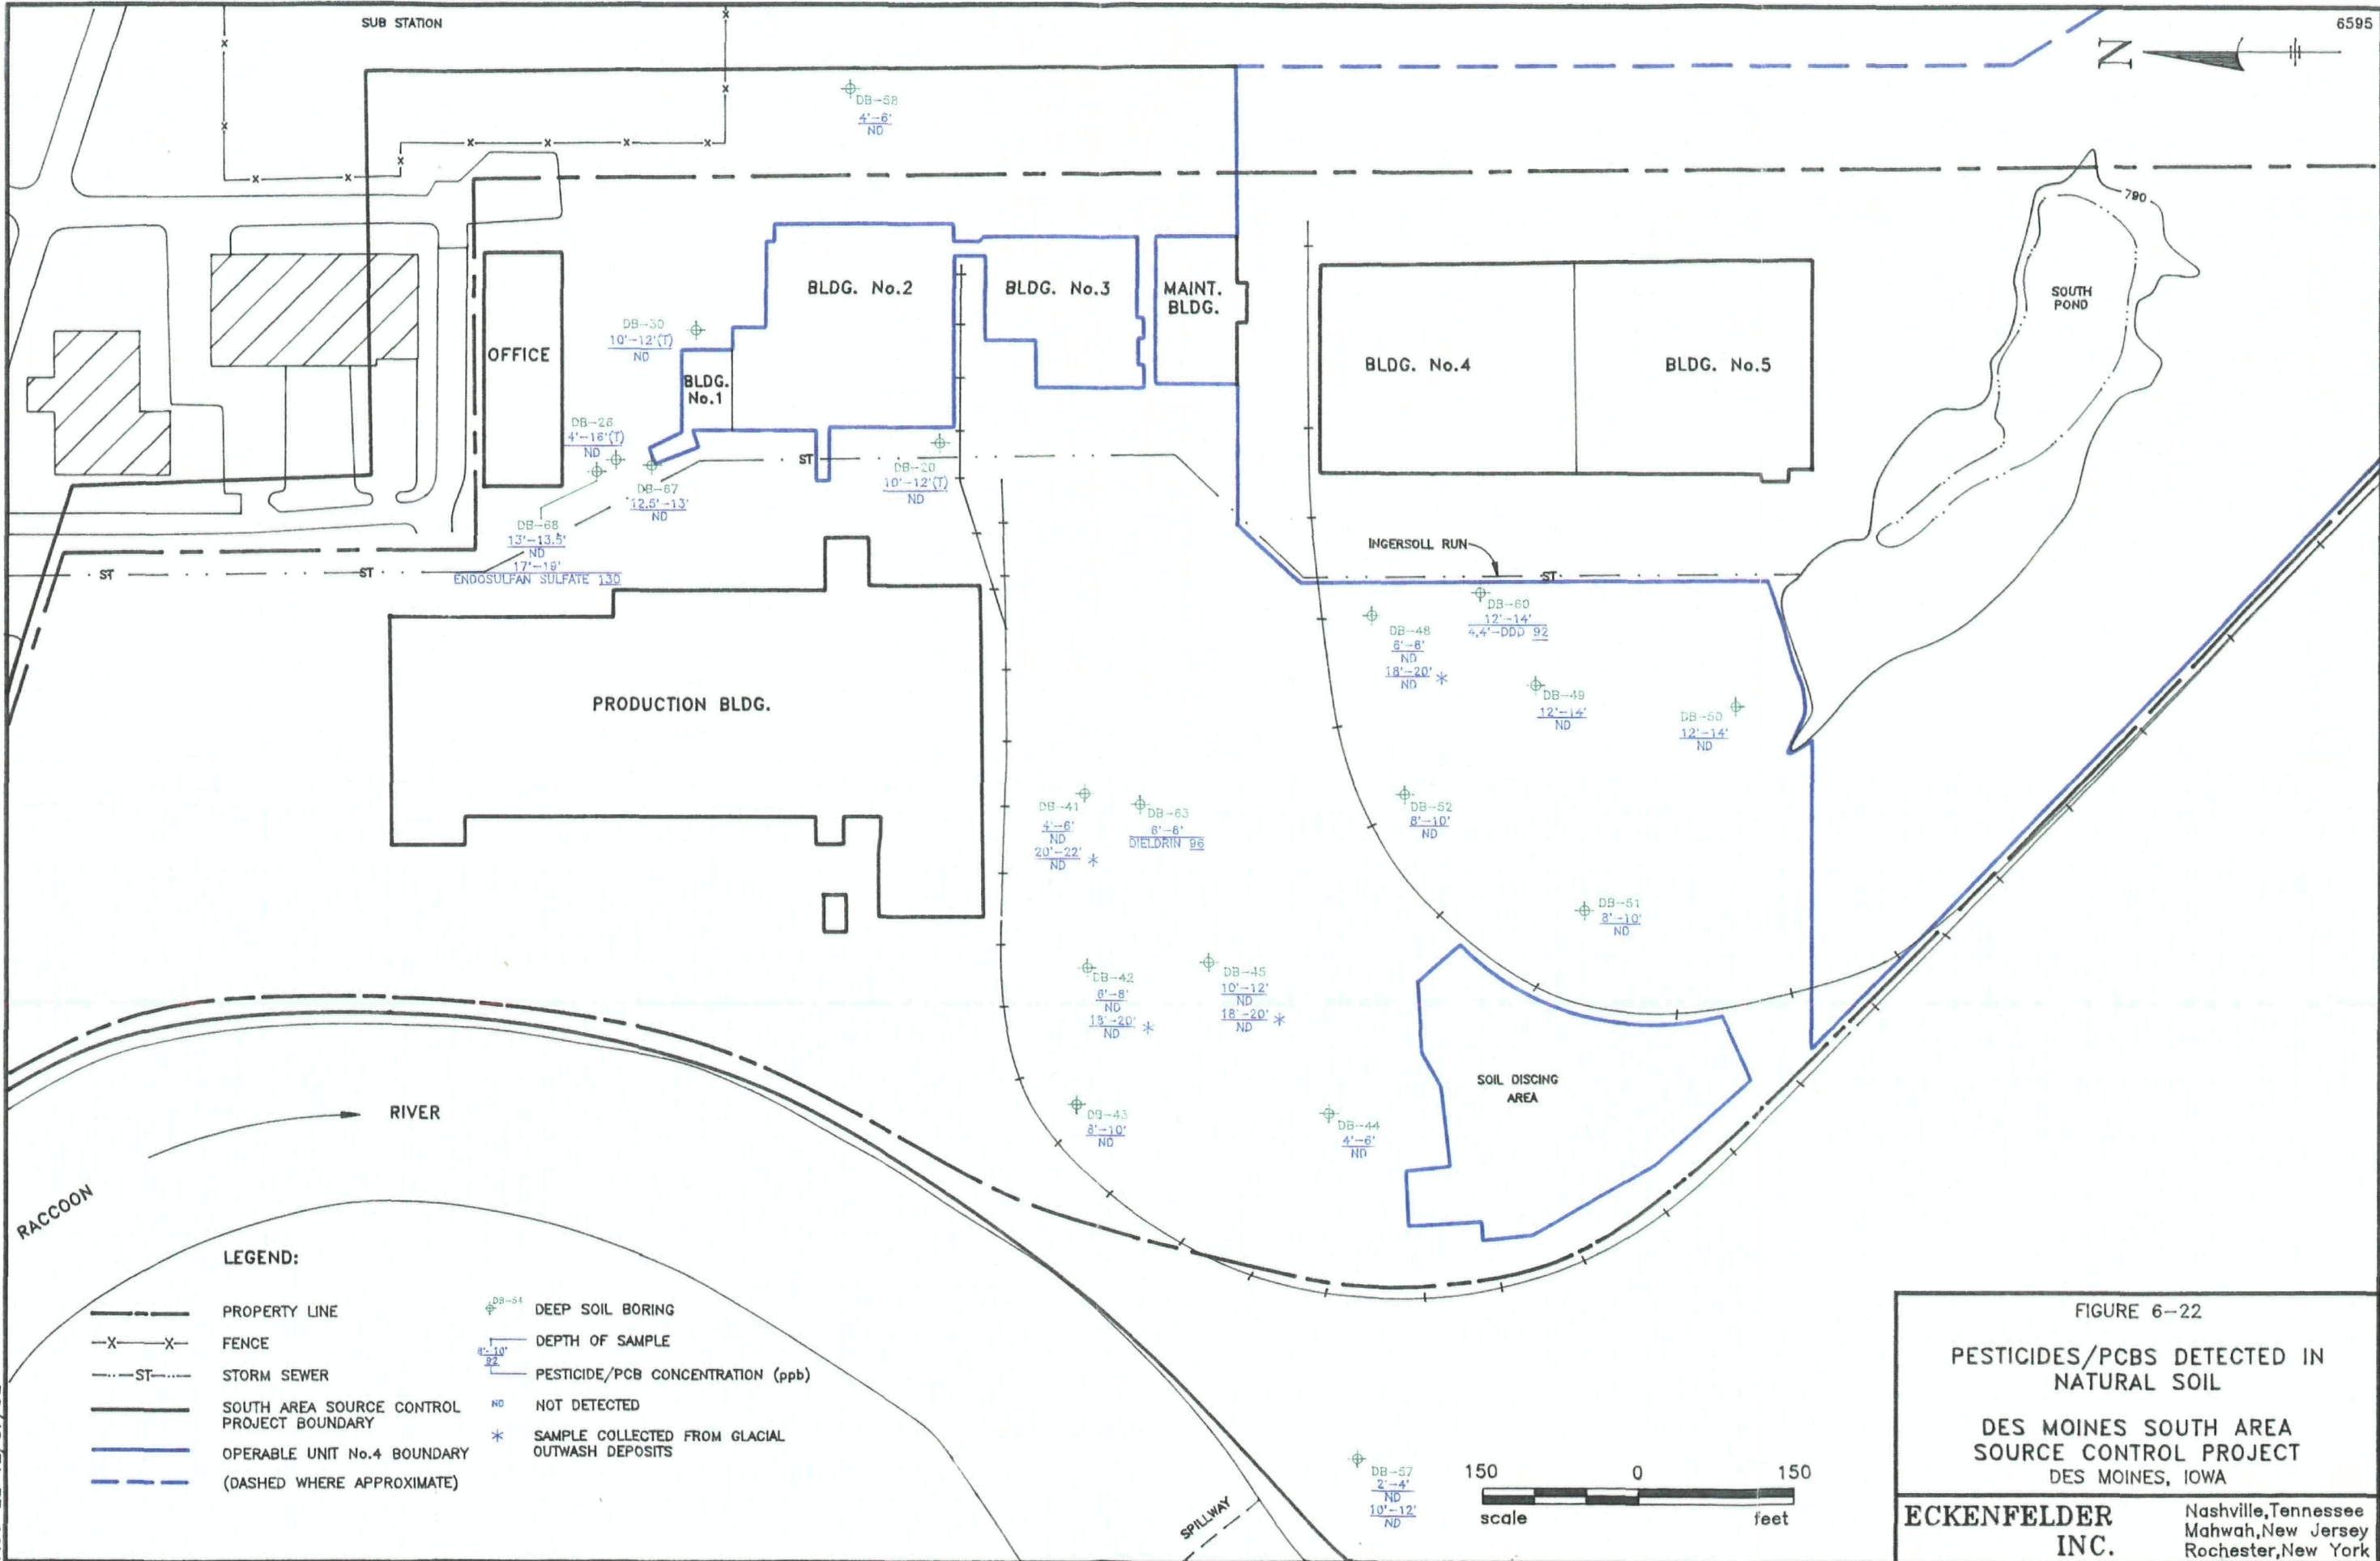 SUB STATION
6595
N
DB-58
4'-6'
ND
790
SOUTH
POND
BLDG. No.2
BLDG. No.3
MAINT.
BLDG.
BLDG. No.4
BLDG. No.5
OFFICE
DB-30
10'-12'(T)
ND
BLDG.
No.1
DB-26
4'-16'(T)
ND
DB-67
12.5'-13'
ND
ST
DB-20
10'-12'(T)
ND
DB-68
13'-13.5'
ND
17'-19'
ENDOSULFAN SULFATE 130
ST
ST
INGERSOLL RUN
ST
DB-48
6'-8'
ND
18'-20' *
ND
DB-60
12'-14'
4,4'-DDD 92
DB-49
12'-14'
ND
DB-50
12'-14'
ND
PRODUCTION BLDG.
DB-41
4'-6'
ND
20'-22' *
ND
DB-63
6'-8'
DIELDRIN 96
DB-52
8'-10'
ND
DB-51
8'-10'
ND
DB-42
6'-8'
ND
18'-20' *
ND
DB-45
10'-12'
ND
18'-20' *
ND
DB-43
8'-10'
ND
DB-44
4'-6'
ND
SOIL DISCING
AREA
RACCOON
RIVER
SPILLWAY
DB-57
2'-4'
ND
10'-12'
ND
LEGEND:
PROPERTY LINE
X X FENCE
ST STORM SEWER
SOUTH AREA SOURCE CONTROL
PROJECT BOUNDARY
OPERABLE UNIT No.4 BOUNDARY
(DASHED WHERE APPROXIMATE)
DB-54 DEEP SOIL BORING
DEPTH OF SAMPLE
8'-10'
92
PESTICIDE/PCB CONCENTRATION (ppb)
ND NOT DETECTED
* SAMPLE COLLECTED FROM GLACIAL
OUTWASH DEPOSITS
150 0 150
scale feet
FIGURE 6-22
PESTICIDES/PCBS DETECTED IN
NATURAL SOIL
DES MOINES SOUTH AREA
SOURCE CONTROL PROJECT
DES MOINES, IOWA
ECKENFELDER
INC.
Nashville,Tennessee
Mahwah,New Jersey
Rochester,New York